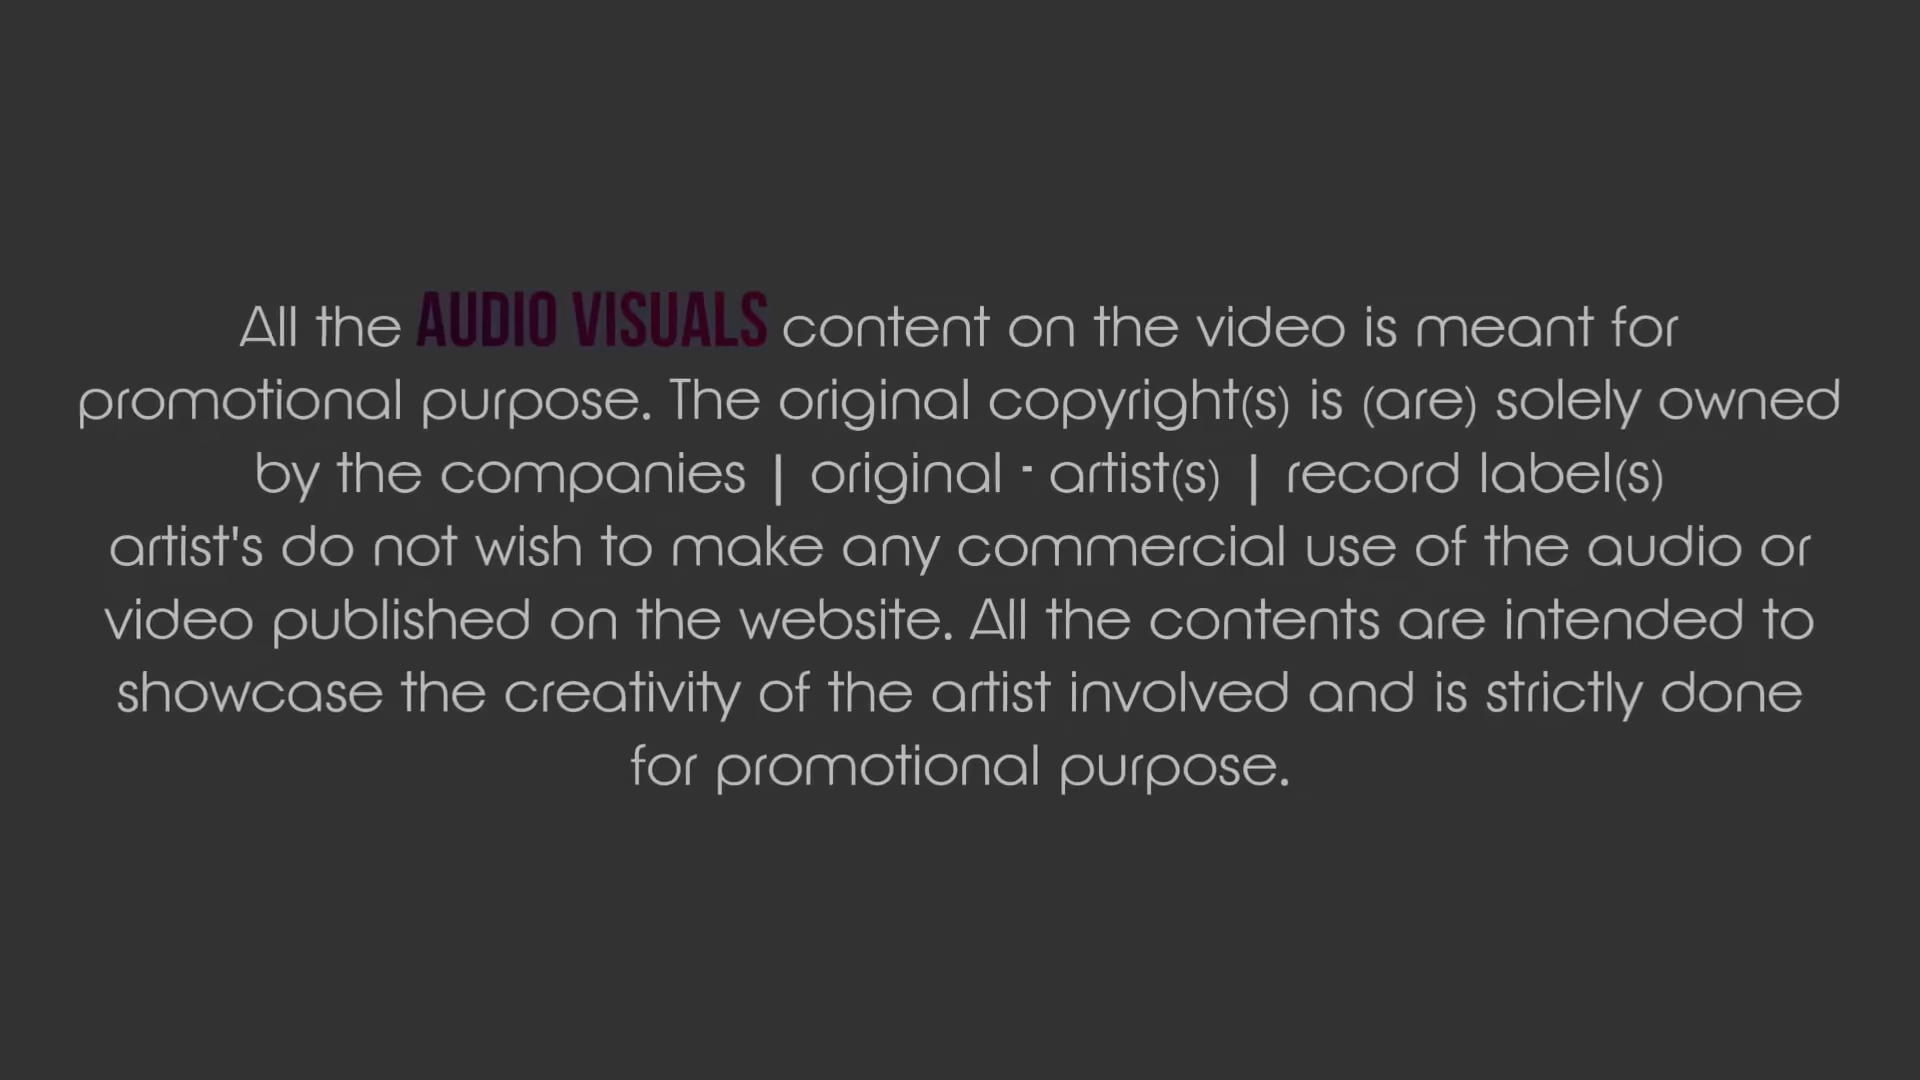 All the AUDIO VISUALS content on the video is meant for
promotional purpose. The original copyright(s) is (are) solely owned
by the companies | original - artist(s) | record label(s)
artist's do not wish to make any commercial use of the audio or
video published on the website. All the contents are intended to
showcase the creativity of the artist involved and is strictly done
for promotional purpose.